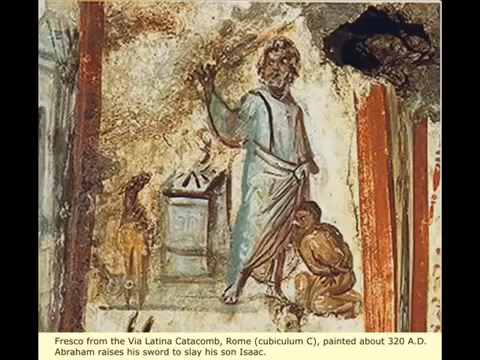 Fresco from the Via Latina Catacomb, Rome (cubiculum C), painted about 320 A.D.
Abraham raises his sword to slay his son Isaac.